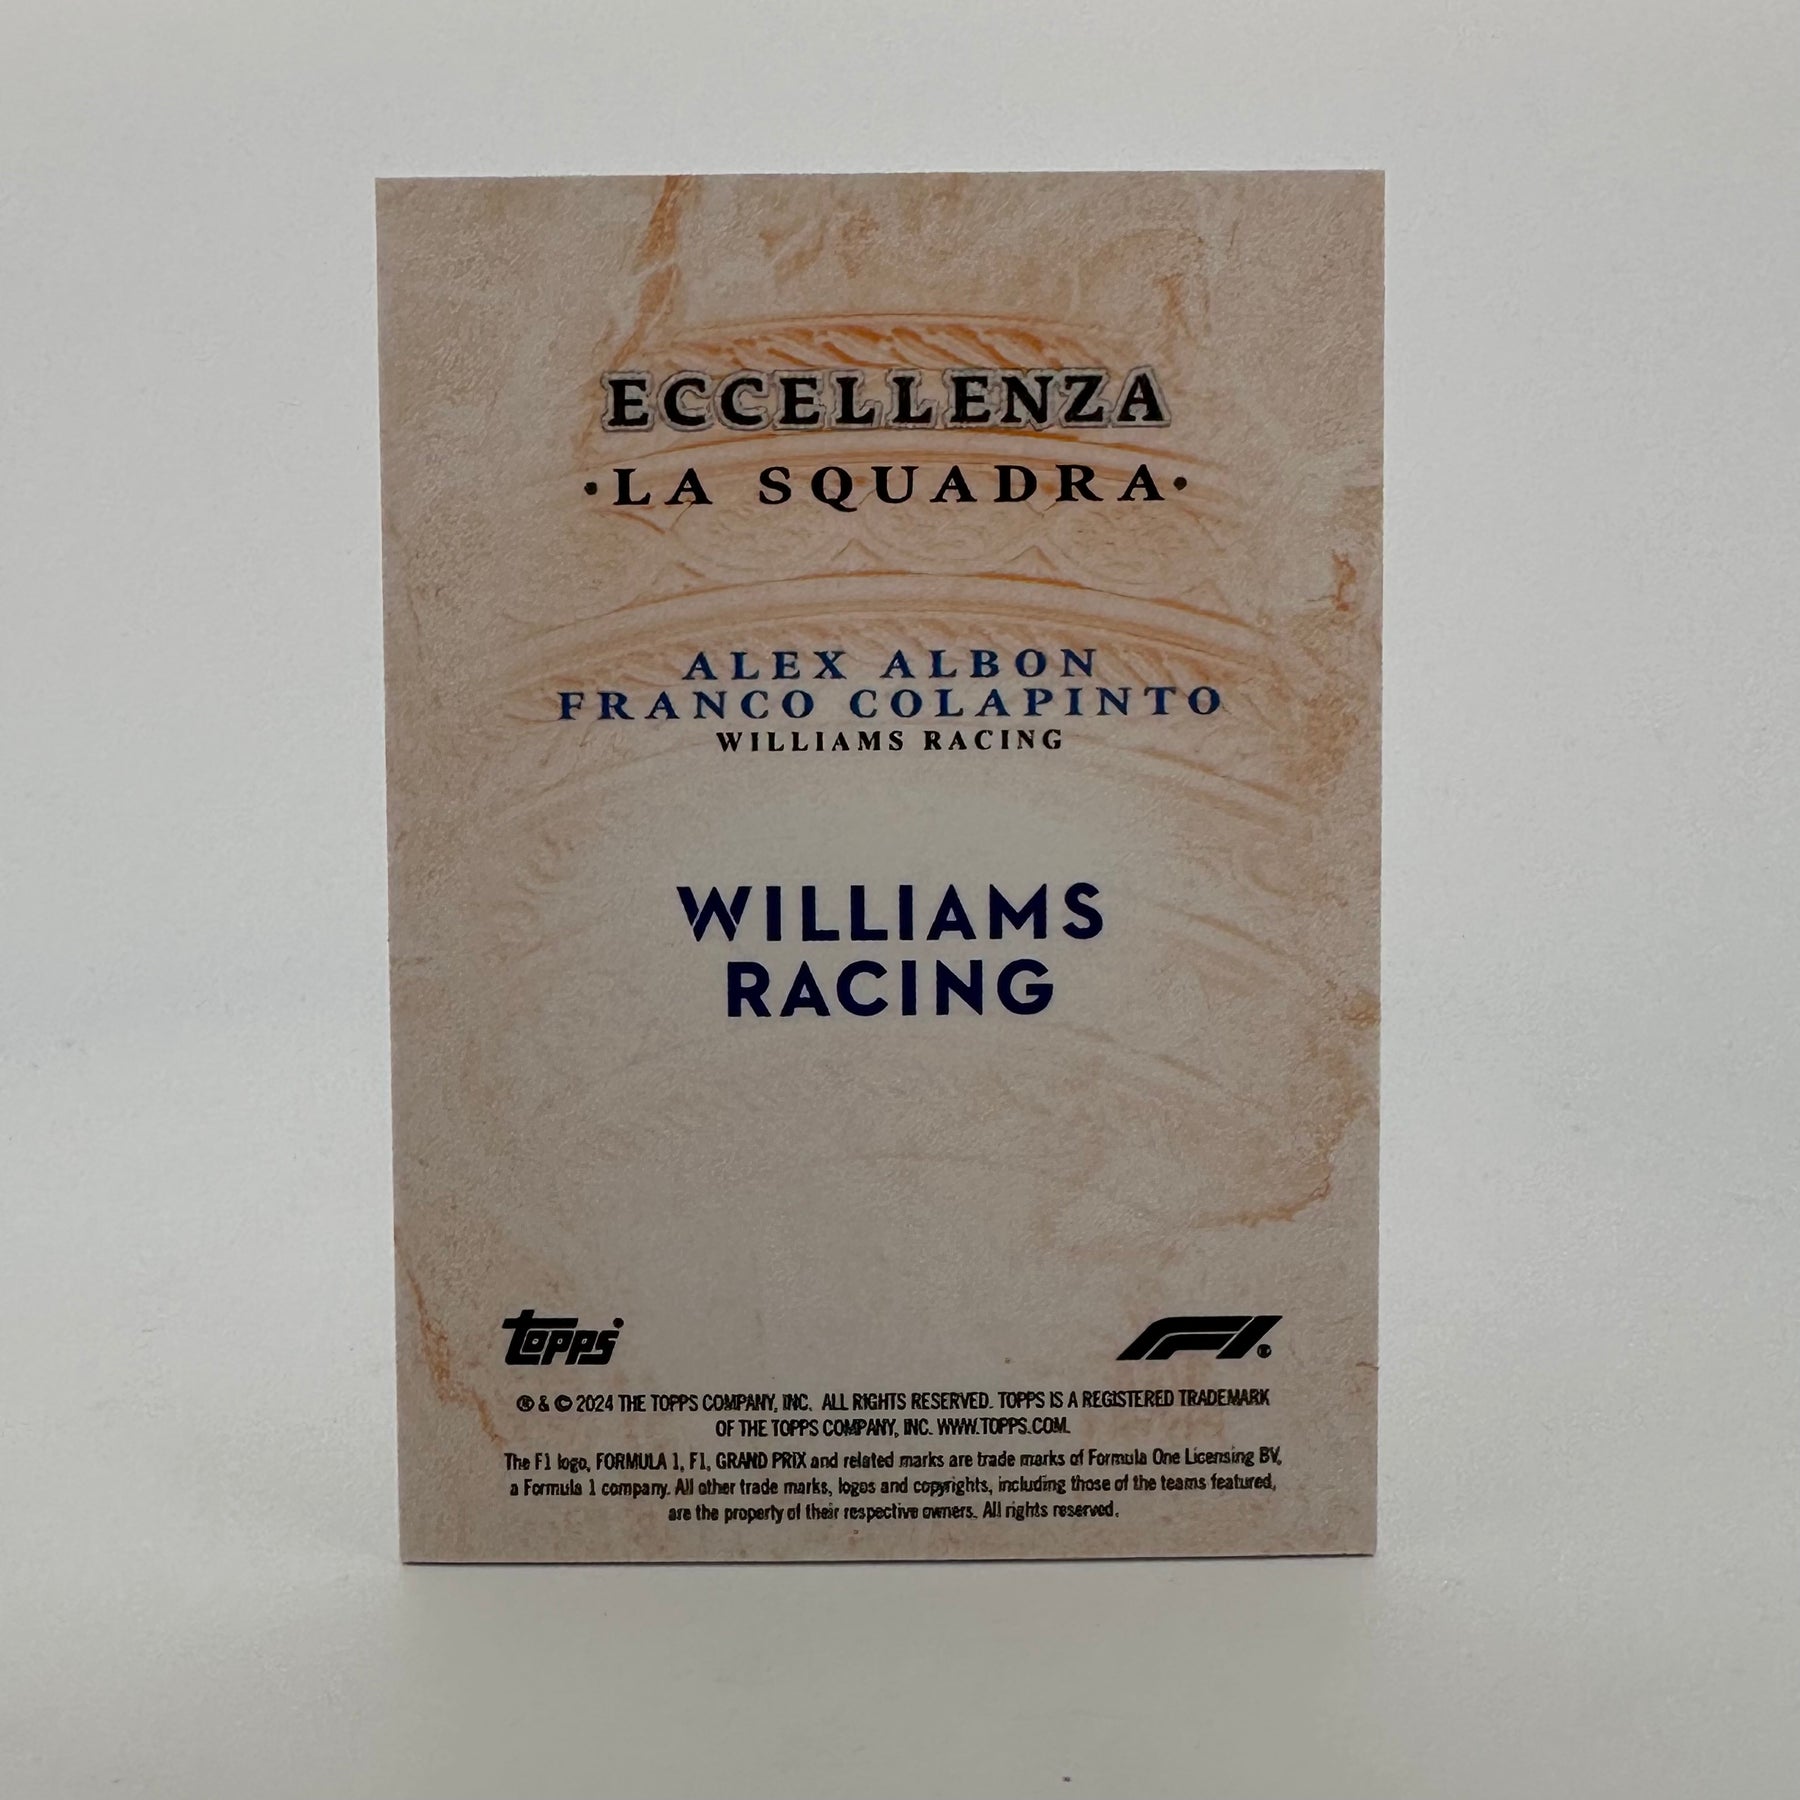 ECCELLENZA
·LA SQUADRA·
ALEX ALBON
FRANCO COLAPINTO
WILLIAMS RACING
WILLIAMS
RACING
topps F1®
® & © 2024 THE TOPPS COMPANY, INC. ALL RIGHTS RESERVED. TOPPS IS A REGISTERED TRADEMARK
OF THE TOPPS COMPANY, INC. WWW.TOPPS.COM.
The F1 logo, FORMULA 1, F1, GRAND PRIX and related marks are trade marks of Formula One Licensing BV,
a Formula 1 company. All other trade marks, logos and copyrights, including those of the teams featured,
are the property of their respective owners. All rights reserved.